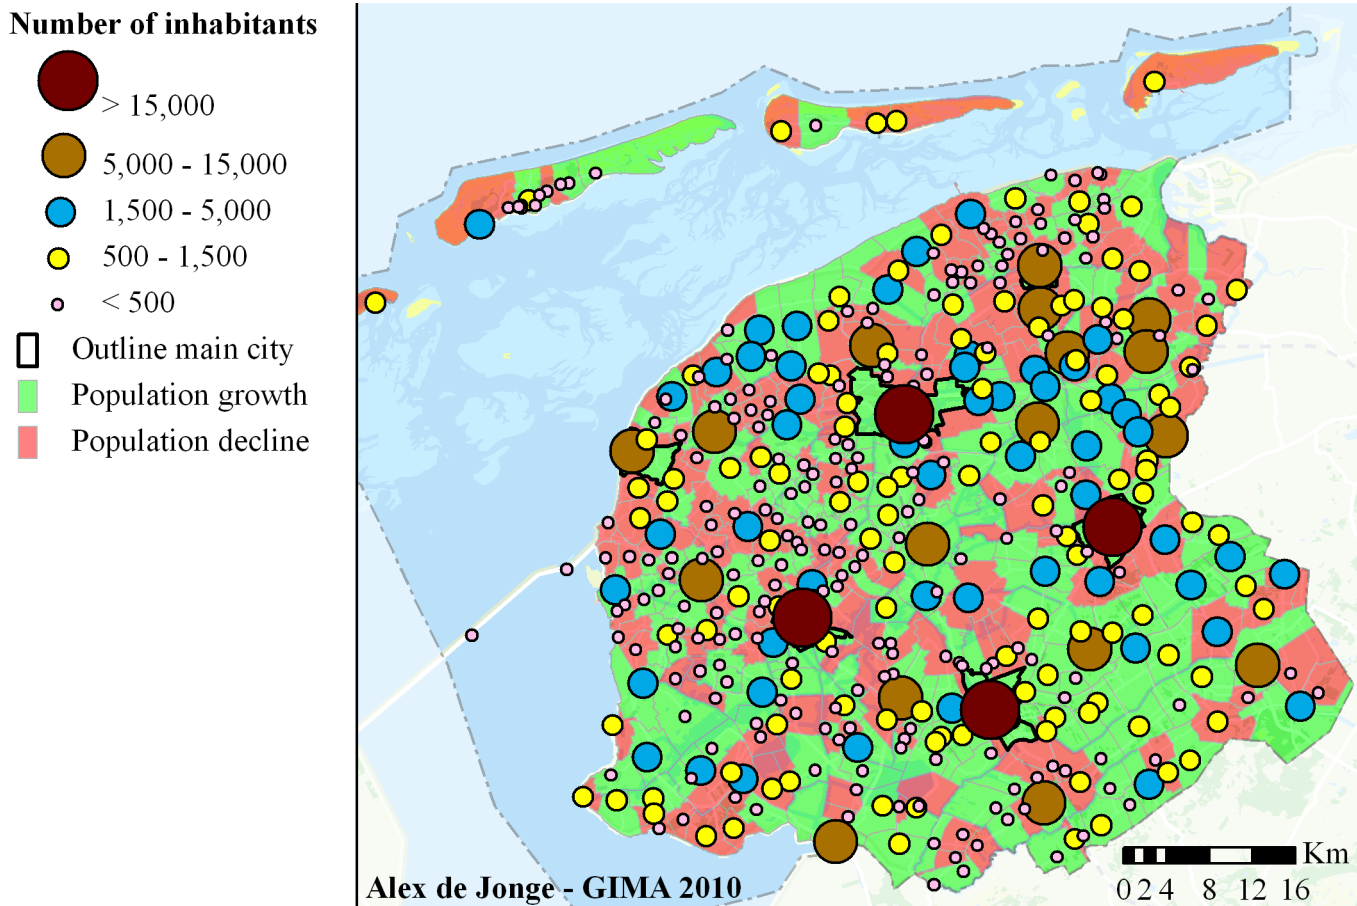 Number of inhabitants
> 15,000
5,000 - 15,000
1,500 - 5,000
500 - 1,500
< 500
Outline main city
Population growth
Population decline
Km
0 2 4 8 12 16
Alex de Jonge - GIMA 2010